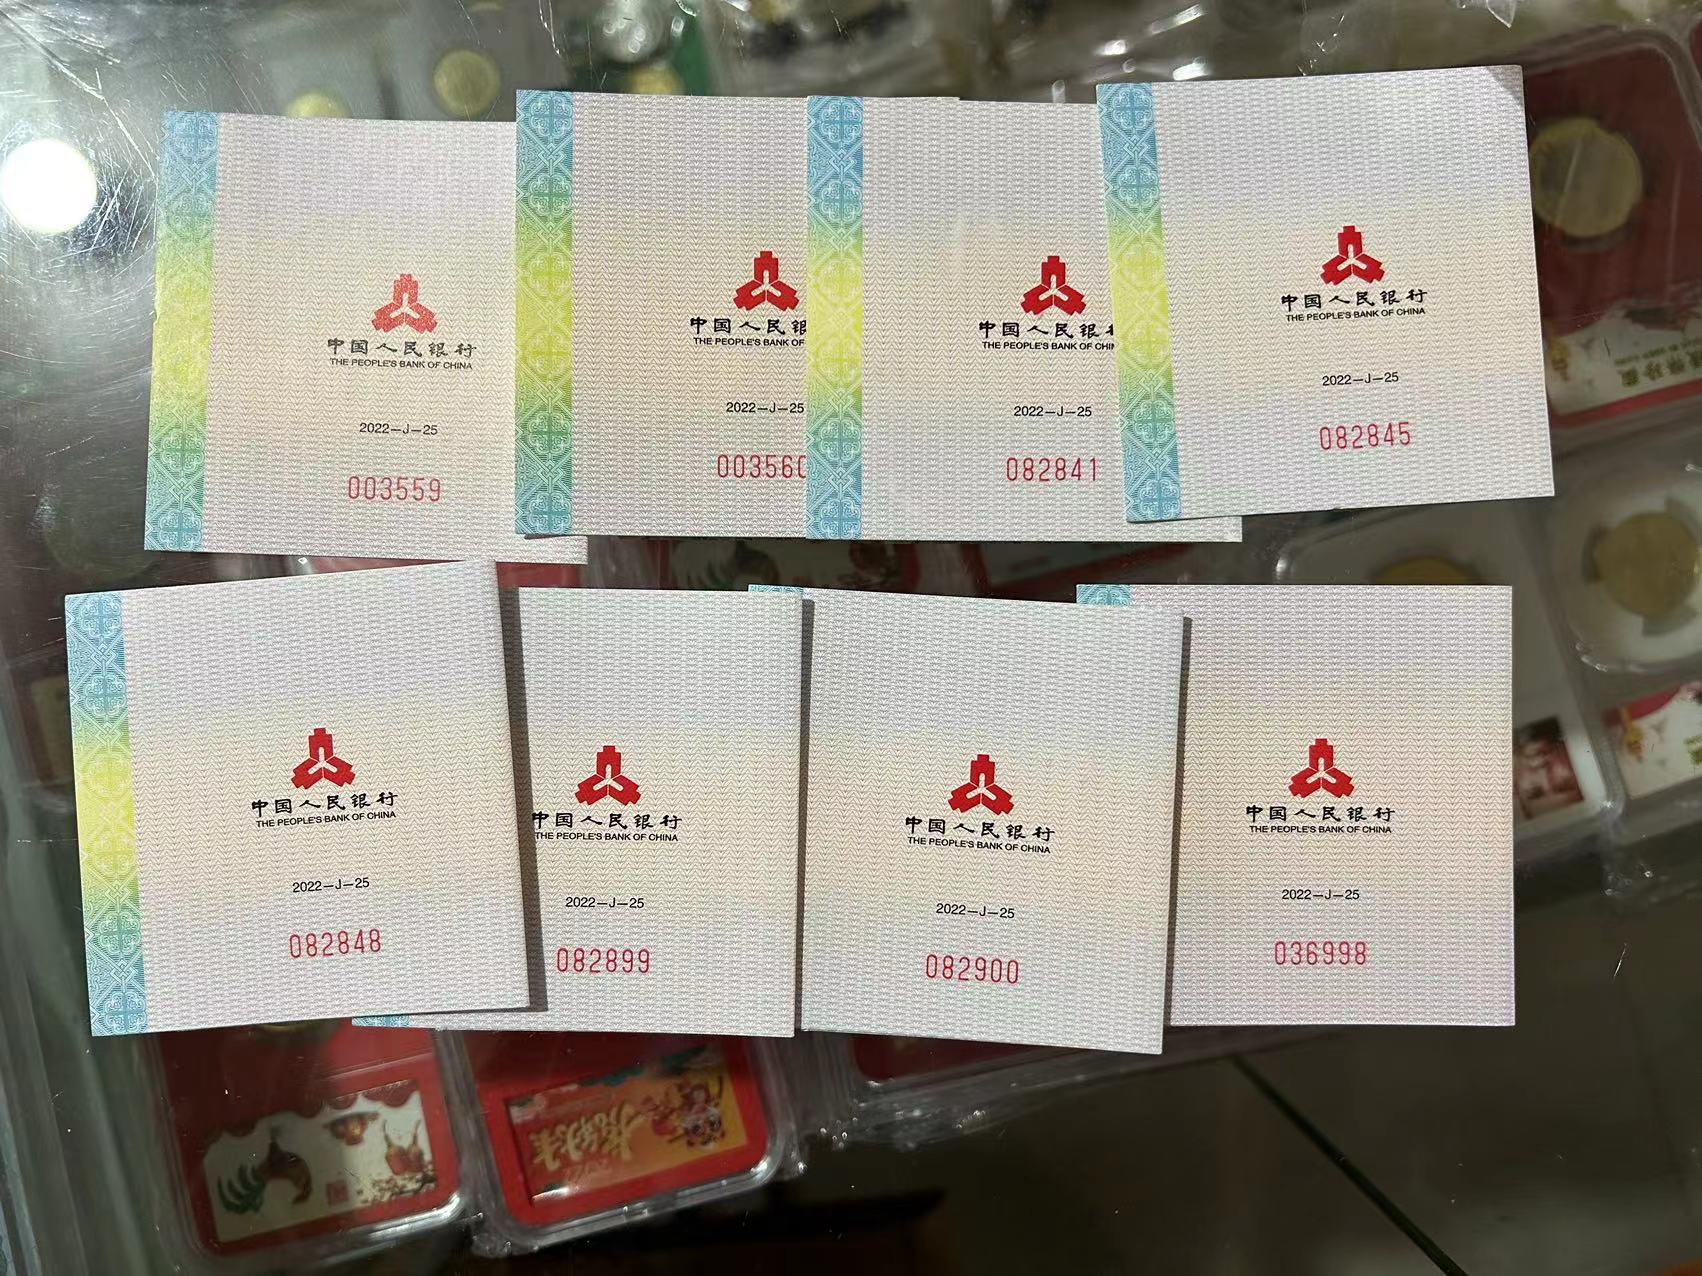 中国人民银行
THE PEOPLE'S BANK OF CHINA
2022—J—25
003559
中国人民银
THE PEOPLE'S BANK OF
2022—J—25
003560
中国人民银
THE PEOPLE'S BANK OF CHIN
2022—J—25
082841
中国人民银行
THE PEOPLE'S BANK OF CHINA
2022—J—25
082845
中国人民银行
THE PEOPLE'S BANK OF CHINA
2022—J—25
082848
中国人民银行
THE PEOPLE'S BANK OF CHINA
2022—J—25
082899
中国人民银行
THE PEOPLE'S BANK OF CHINA
2022—J—25
082900
中国人民银行
THE PEOPLE'S BANK OF CHINA
2022—J—25
036998